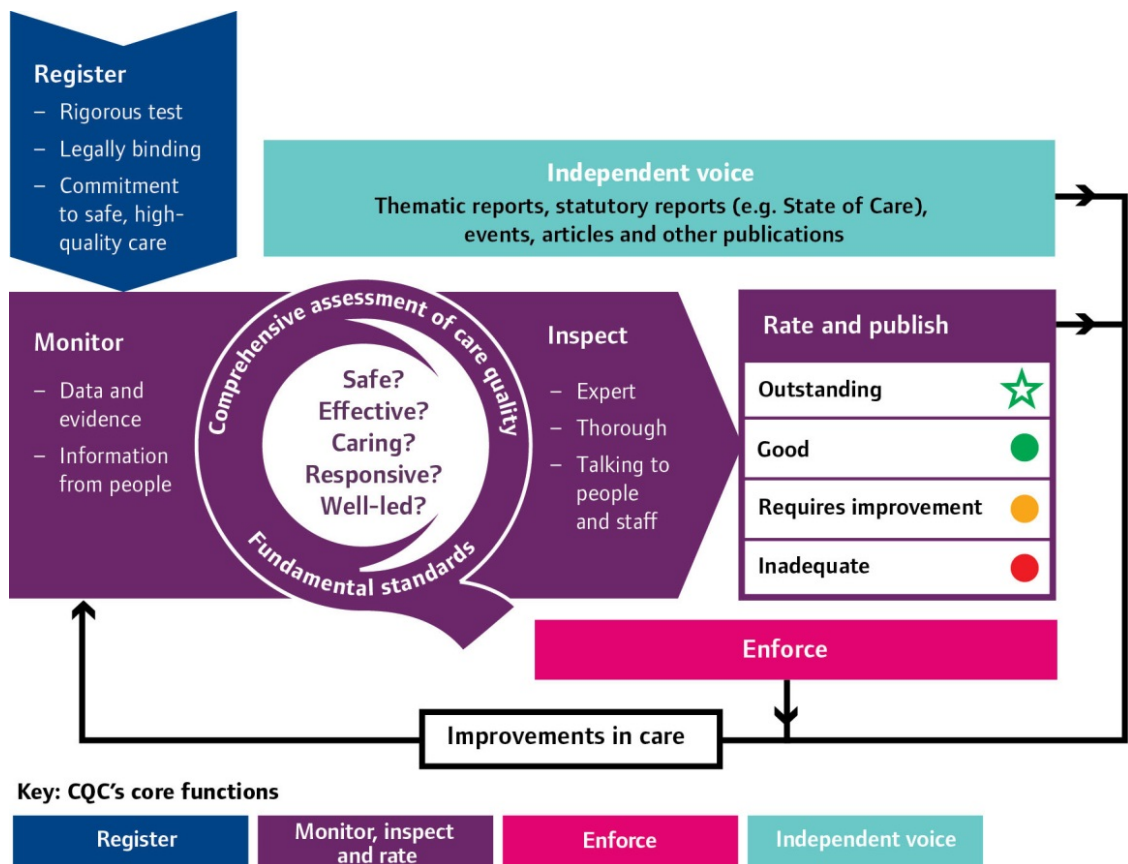 Register
– Rigorous test
– Legally binding
– Commitment
to safe, high-
quality care
Independent voice
Thematic reports, statutory reports (e.g. State of Care),
events, articles and other publications
Monitor
– Data and
evidence
– Information
from people
Comprehensive assessment of care quality
Safe?
Effective?
Caring?
Responsive?
Well-led?
Fundamental standards
Inspect
– Expert
– Thorough
– Talking to
people
and staff
Rate and publish
Outstanding
Good
Requires improvement
Inadequate
Enforce
Improvements in care
Key: CQC’s core functions
Register
Monitor, inspect
and rate
Enforce
Independent voice